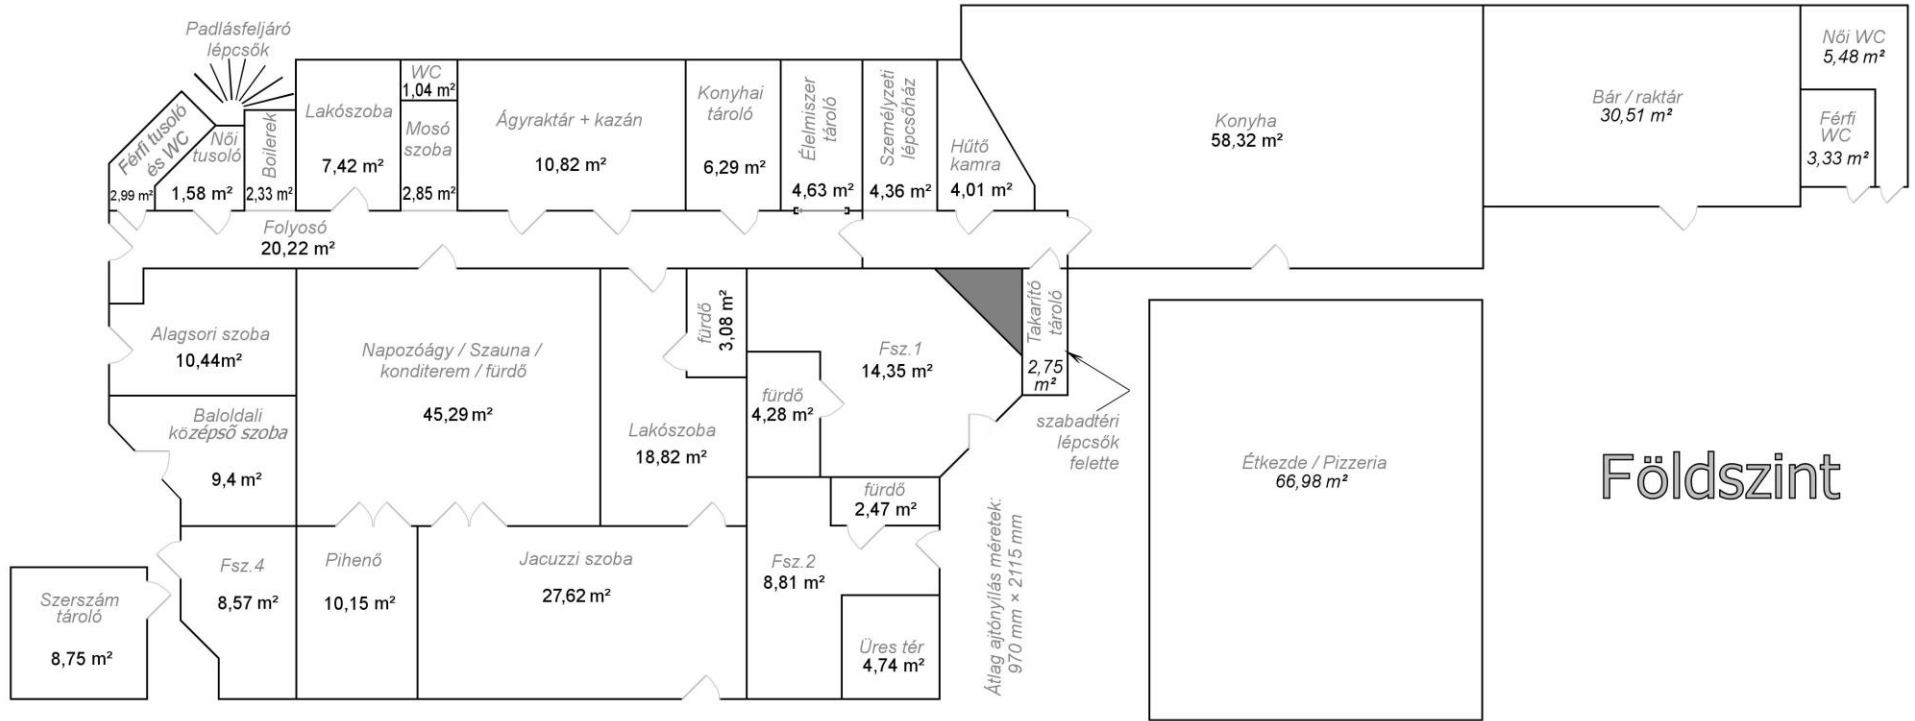 Padlásfeljáró
lépcsők
Férfi tusoló
és WC
2,99 m²
Női
tusoló
1,58 m²
Boilerek
2,33 m²
Lakószoba
7,42 m²
WC
1,04 m²
Mosó
szoba
2,85 m²
Ágyraktár + kazán
10,82 m²
Konyhai
tároló
6,29 m²
Élelmiszer
tároló
4,63 m²
Személyzeti
lépcsőház
4,36 m²
Hűtő
kamra
4,01 m²
Konyha
58,32 m²
Bár / raktár
30,51 m²
Női WC
5,48 m²
Férfi
WC
3,33 m²
Folyosó
20,22 m²
Alagsori szoba
10,44m²
Napozóágy / Szauna /
konditerem / fürdő
45,29 m²
fürdő
3,08 m²
Lakószoba
18,82 m²
Fsz.1
14,35 m²
fürdő
4,28 m²
Takarító
tároló
2,75
m²
szabadtéri
lépcsők
felette
Baloldali
középső szoba
9,4 m²
Étkezde / Pizzeria
66,98 m²
Földszint
fürdő
2,47 m²
Fsz.4
8,57 m²
Pihenő
10,15 m²
Jacuzzi szoba
27,62 m²
Fsz.2
8,81 m²
Üres tér
4,74 m²
Szerszám
tároló
8,75 m²
Átlag ajtónyílás méretek:
970 mm × 2115 mm